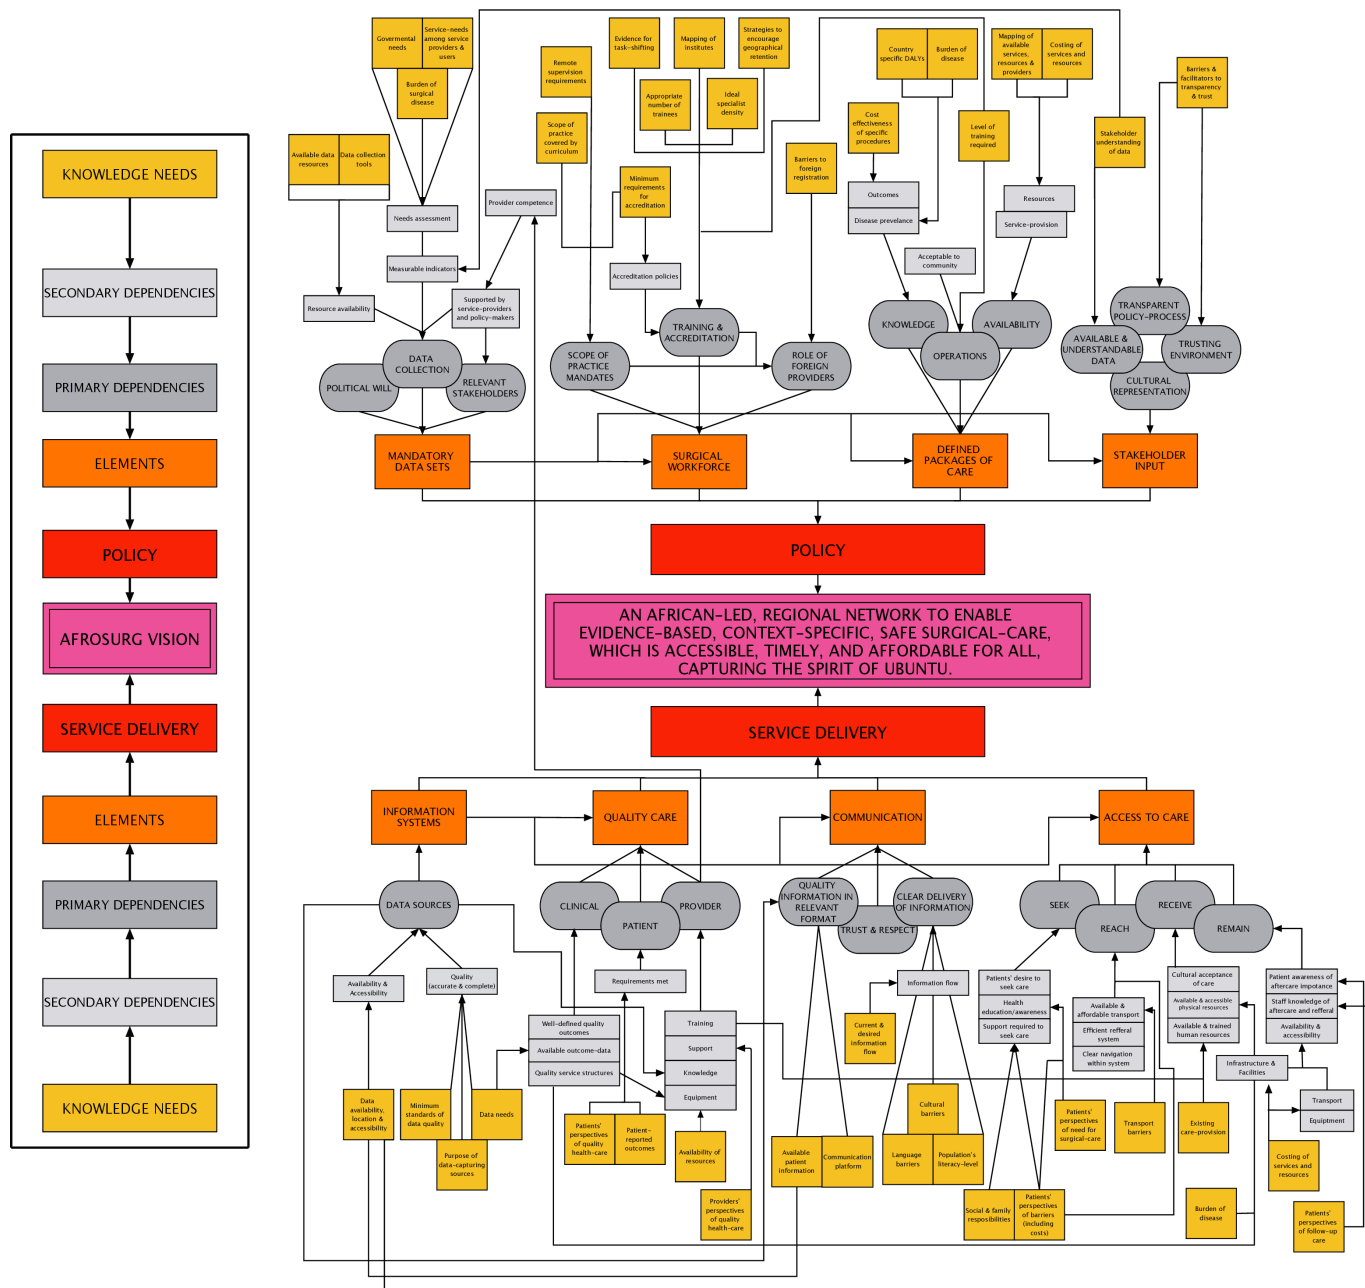 KNOWLEDGE NEEDS
SECONDARY DEPENDENCIES
PRIMARY DEPENDENCIES
ELEMENTS
POLICY
AFROSURG VISION
SERVICE DELIVERY
ELEMENTS
PRIMARY DEPENDENCIES
SECONDARY DEPENDENCIES
KNOWLEDGE NEEDS
Govermental
needs
Service-needs
among service
providers &
users
Burden of
surgical
disease
Available data
resources
Data collection
tools
Needs assessment
Measurable indicators
Resource availability
Provider competence
Supported by
service-providers
and policy-makers
DATA
COLLECTION
POLITICAL WILL
RELEVANT
STAKEHOLDERS
MANDATORY
DATA SETS
Remote
supervision
requirements
Scope of
practice
covered by
curriculum
Evidence for
task-shifting
Mapping of
institutes
Strategies to
encourage
geographical
retention
Appropriate
number of
trainees
Ideal
specialist
density
Minimum
requirements
for
accreditation
Barriers to
foreign
registration
Accreditation policies
TRAINING &
ACCREDITATION
SCOPE OF
PRACTICE
MANDATES
ROLE OF
FOREIGN
PROVIDERS
SURGICAL
WORKFORCE
Country
specific DALYs
Burden of
disease
Mapping of
available
services,
resources &
providers
Costing of
services and
resources
Cost
effectiveness
of specific
procedures
Level of
training
required
Outcomes
Disease prevelance
Resources
Service-provision
Acceptable to
community
KNOWLEDGE
AVAILABILITY
OPERATIONS
DEFINED
PACKAGES OF
CARE
Barriers &
facilitators to
transparency
& trust
Stakeholder
understanding
of data
TRANSPARENT
POLICY-PROCESS
AVAILABLE &
UNDERSTANDABLE
DATA
TRUSTING
ENVIRONMENT
CULTURAL
REPRESENTATION
STAKEHOLDER
INPUT
POLICY
AN AFRICAN-LED, REGIONAL NETWORK TO ENABLE
EVIDENCE-BASED, CONTEXT-SPECIFIC, SAFE SURGICAL-CARE,
WHICH IS ACCESSIBLE, TIMELY, AND AFFORDABLE FOR ALL,
CAPTURING THE SPIRIT OF UBUNTU.
SERVICE DELIVERY
INFORMATION
SYSTEMS
QUALITY CARE
COMMUNICATION
ACCESS TO CARE
DATA SOURCES
Availability &
Accessibility
Quality
(accurate & complete)
Data
availability,
location &
accessibility
Minimum
standards of
data quality
Data needs
Purpose of
data-capturing
sources
CLINICAL
PATIENT
PROVIDER
Requirements met
Well-defined quality
outcomes
Available outcome-data
Quality service structures
Training
Support
Knowledge
Equipment
Patients'
perspectives
of quality
health-care
Patient-
reported
outcomes
Availability of
resources
Providers'
perspectives
of quality
health-care
QUALITY
INFORMATION IN
RELEVANT
FORMAT
CLEAR DELIVERY
OF INFORMATION
TRUST & RESPECT
Information flow
Current &
desired
information
flow
Cultural
barriers
Language
barriers
Population's
literacy-level
Available
patient
information
Communication
platform
SEEK
REACH
RECEIVE
REMAIN
Patients' desire to
seek care
Health
education/awareness
Support required to
seek care
Available &
affordable transport
Efficient refferal
system
Clear navigation
within system
Cultural acceptance
of care
Available & accessible
physical resources
Available & trained
human resources
Patient awareness of
aftercare impotance
Staff knowledge of
aftercare and refferal
Availability &
accessibility
Infrastructure &
Facilities
Transport
Equiptment
Patients'
perspectives
of need for
surgical-care
Transport
barriers
Existing
care-provision
Costing of
services and
resources
Social & family
resposibilities
Patients'
perspectives
of barriers
(including
costs)
Burden of
disease
Patients'
perspectives
of follow-up
care